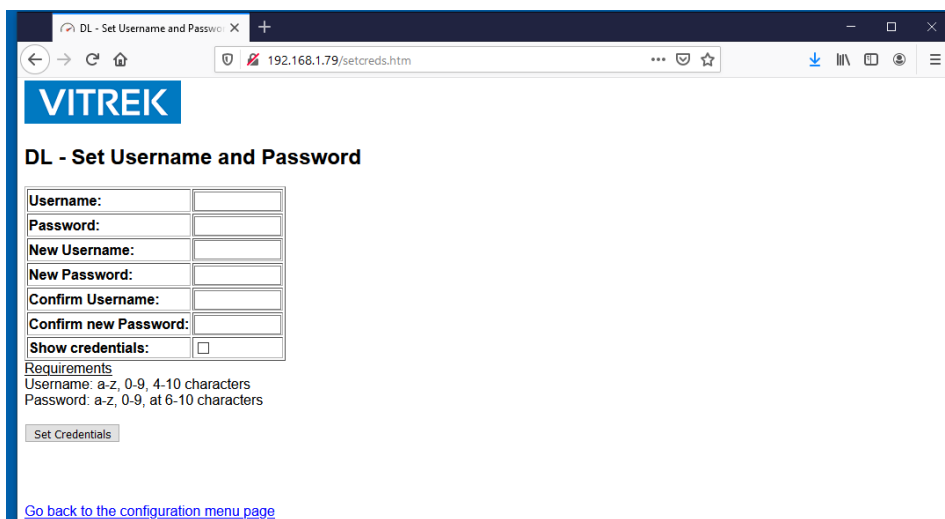 DL - Set Username and Passwor
192.168.1.79/setcreds.htm
VITREK
DL - Set Username and Password
Username:
Password:
New Username:
New Password:
Confirm Username:
Confirm new Password:
Show credentials:
Requirements
Username: a-z, 0-9, 4-10 characters
Password: a-z, 0-9, at 6-10 characters
Set Credentials
Go back to the configuration menu page